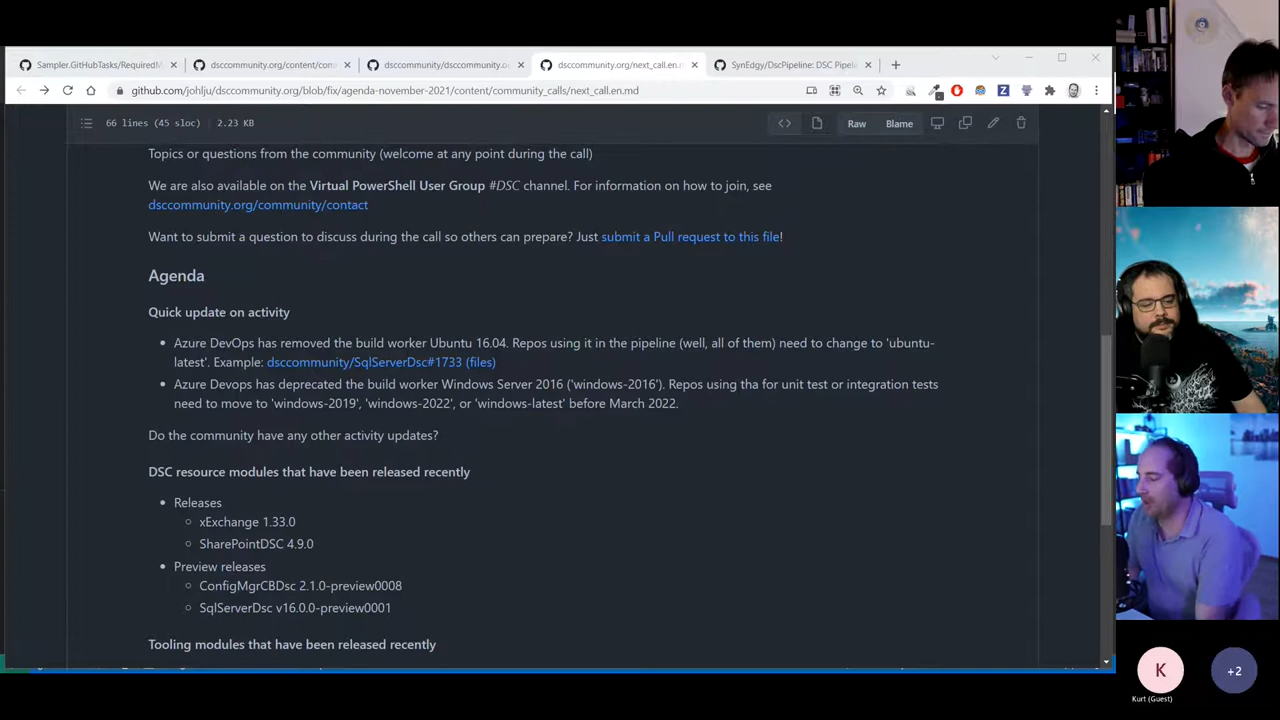 Sampler.GitHubTasks/RequiredM
dsccommunity.org/content/comm
dsccommunity/dsccommunity.o
dsccommunity.org/next_call.en.m
SynEdgy/DscPipeline: DSC Pipeli
github.com/johlju/dsccommunity.org/blob/fix/agenda-november-2021/content/community_calls/next_call.en.md
66 lines (45 sloc) 2.23 KB
Raw
Blame
Topics or questions from the community (welcome at any point during the call)
We are also available on the Virtual PowerShell User Group #DSC channel. For information on how to join, see
dsccommunity.org/community/contact
Want to submit a question to discuss during the call so others can prepare? Just submit a Pull request to this file!
Agenda
Quick update on activity
Azure DevOps has removed the build worker Ubuntu 16.04. Repos using it in the pipeline (well, all of them) need to change to 'ubuntu-
latest'. Example: dsccommunity/SqlServerDsc#1733 (files)
Azure Devops has deprecated the build worker Windows Server 2016 ('windows-2016'). Repos using tha for unit test or integration tests
need to move to 'windows-2019', 'windows-2022', or 'windows-latest' before March 2022.
Do the community have any other activity updates?
DSC resource modules that have been released recently
Releases
xExchange 1.33.0
SharePointDSC 4.9.0
Preview releases
ConfigMgrCBDsc 2.1.0-preview0008
SqlServerDsc v16.0.0-preview0001
Tooling modules that have been released recently
K
+2
Kurt (Guest)